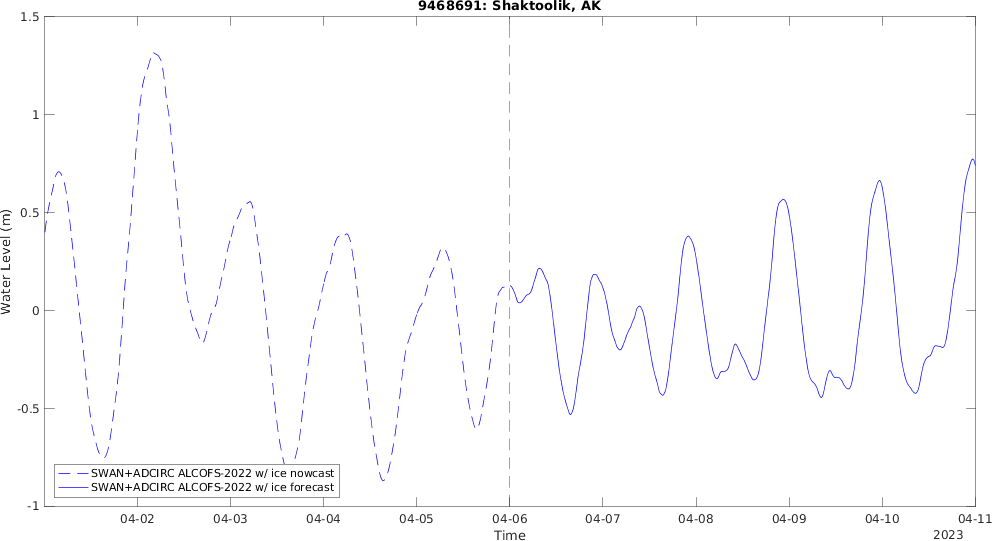 9468691: Shaktoolik, AK
1.5
1
0.5
0
-0.5
-1
Water Level (m)
SWAN+ADCIRC ALCOFS-2022 w/ ice nowcast
SWAN+ADCIRC ALCOFS-2022 w/ ice forecast
04-02 04-03 04-04 04-05 04-06 04-07 04-08 04-09 04-10 04-11
Time
2023